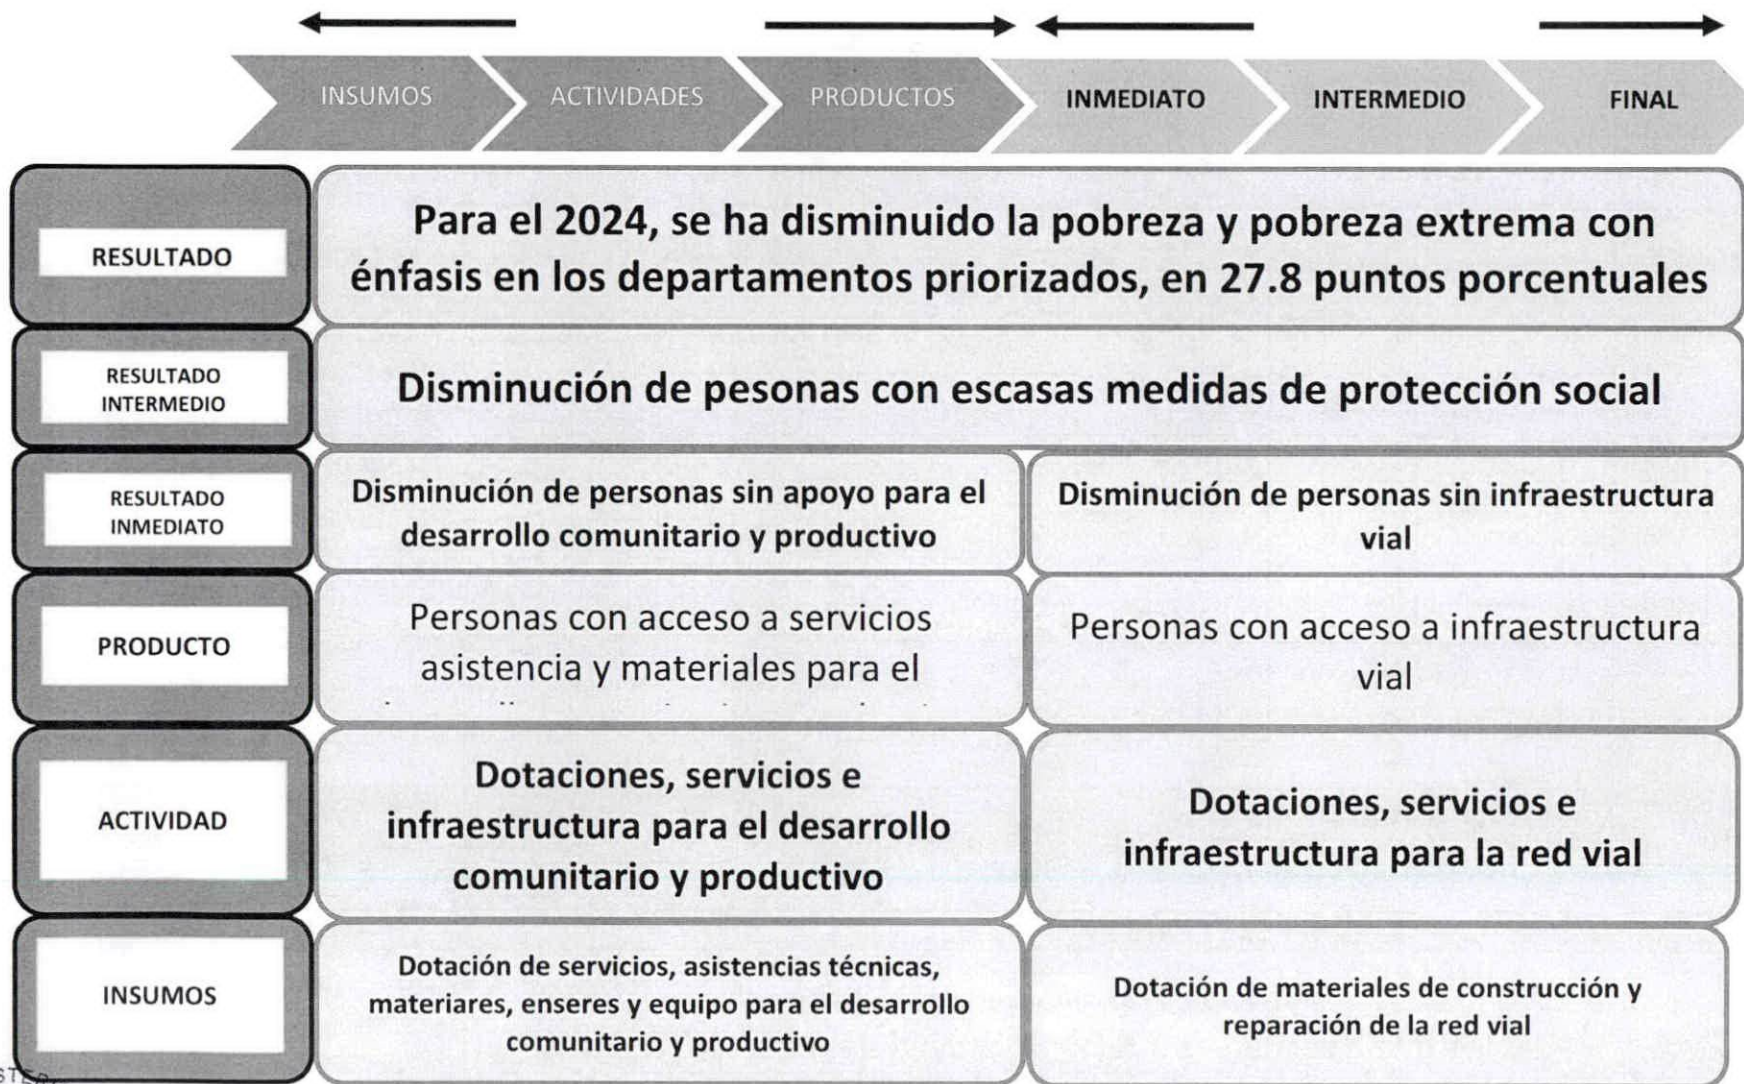 INSUMOS
ACTIVIDADES
PRODUCTOS
INMEDIATO
INTERMEDIO
FINAL
RESULTADO
Para el 2024, se ha disminuido la pobreza y pobreza extrema con
énfasis en los departamentos priorizados, en 27.8 puntos porcentuales
RESULTADO
INTERMEDIO
Disminución de pesonas con escasas medidas de protección social
RESULTADO
INMEDIATO
Disminución de personas sin apoyo para el
desarrollo comunitario y productivo
Disminución de personas sin infraestructura
vial
PRODUCTO
Personas con acceso a servicios
asistencia y materiales para el
Personas con acceso a infraestructura
vial
ACTIVIDAD
Dotaciones, servicios e
infraestructura para el desarrollo
comunitario y productivo
Dotaciones, servicios e
infraestructura para la red vial
INSUMOS
Dotación de servicios, asistencias técnicas,
materiares, enseres y equipo para el desarrollo
comunitario y productivo
Dotación de materiales de construcción y
reparación de la red vial